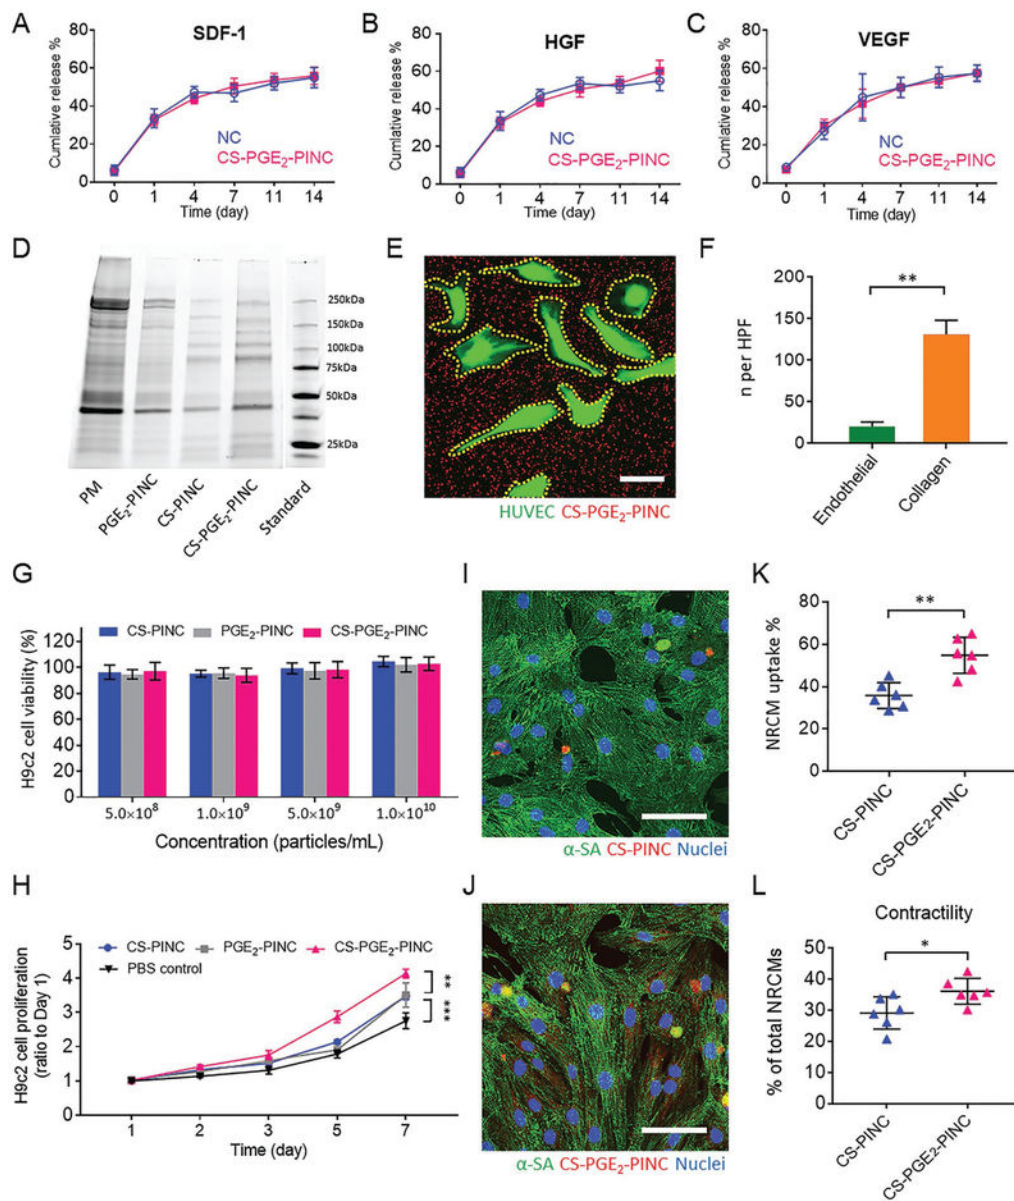 A
SDF-1
Cumlative release %
80
60
40
20
0
NC
CS-PGE₂-PINC
0 1 4 7 11 14
Time (day)
B
HGF
Cumlative release %
80
60
40
20
0
NC
CS-PGE₂-PINC
0 1 4 7 11 14
Time (day)
C
VEGF
Cumlative release %
80
60
40
20
0
NC
CS-PGE₂-PINC
0 1 4 7 11 14
Time (day)
D
250kDa
150kDa
100kDa
75kDa
50kDa
25kDa
PM
PGE₂-PINC
CS-PINC
CS-PGE₂-PINC
Standard
E
HUVEC CS-PGE₂-PINC
F
n per HPF
200
150
100
50
0
**
Endothelial
Collagen
G
CS-PINC PGE₂-PINC CS-PGE₂-PINC
H9c2 cell viability (%)
120
100
80
60
40
20
0
5.0×10⁸ 1.0×10⁹ 5.0×10⁹ 1.0×10¹⁰
Concentration (particles/mL)
H
CS-PINC PGE₂-PINC CS-PGE₂-PINC
PBS control
H9c2 cell proliferation
(ratio to Day 1)
5
4
3
2
1
0
**
***
1 2 3 5 7
Time (day)
I
α-SA CS-PINC Nuclei
J
α-SA CS-PGE₂-PINC Nuclei
K
NRCM uptake %
80
60
40
20
0
**
CS-PINC
CS-PGE₂-PINC
L
Contractility
% of total NRCMs
50
40
30
20
10
0
*
CS-PINC
CS-PGE₂-PINC